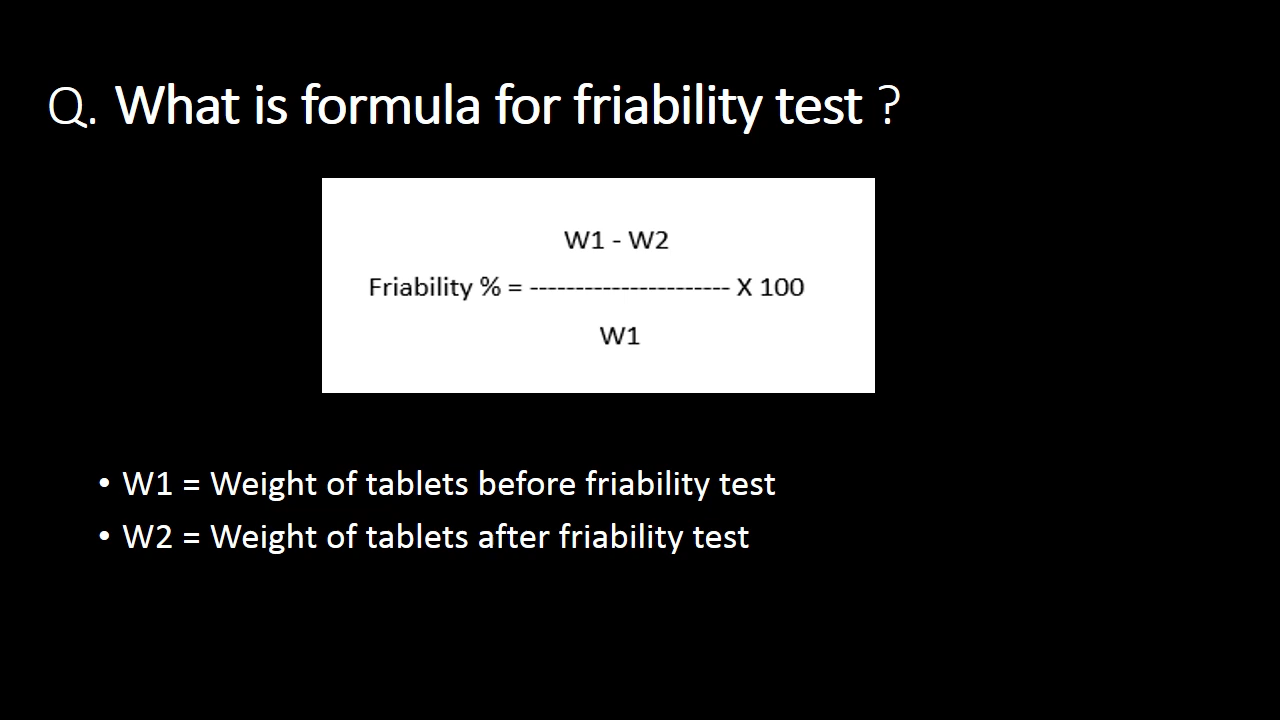 Q. What is formula for friability test ?
W1 - W2
Friability % = ---------------------- X 100
W1
• W1 = Weight of tablets before friability test
• W2 = Weight of tablets after friability test